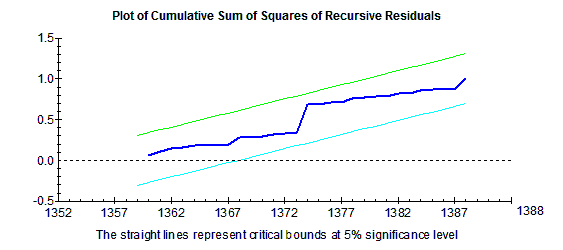 Plot of Cumulative Sum of Squares of Recursive Residuals
1.5
1.0
0.5
0.0
-0.5
1352 1357 1362 1367 1372 1377 1382 1387 1388
The straight lines represent critical bounds at 5% significance level